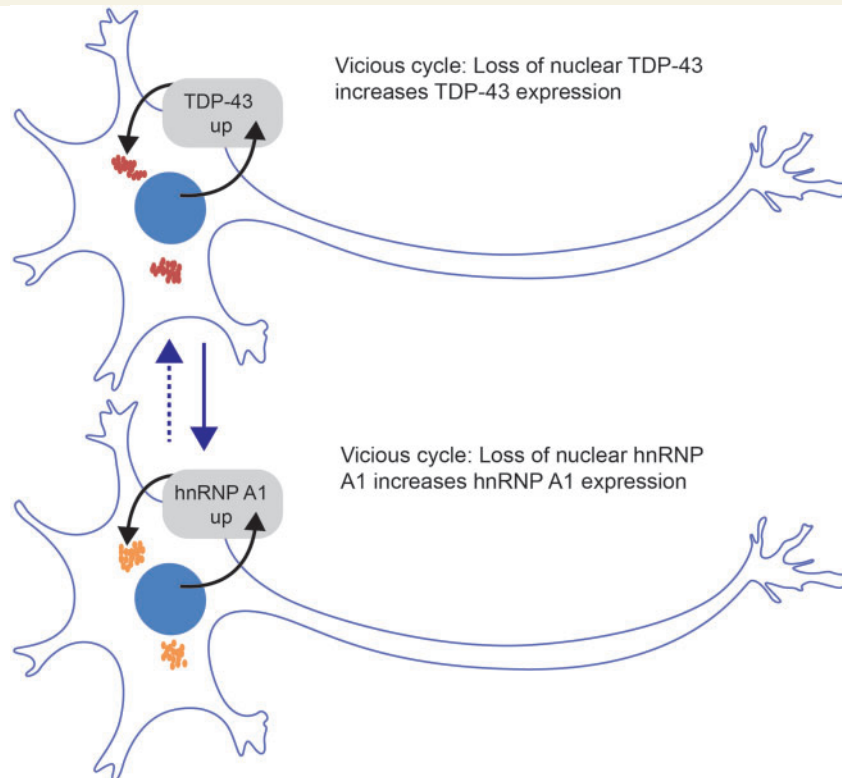 TDP-43
up
Vicious cycle: Loss of nuclear TDP-43
increases TDP-43 expression
hnRNP A1
up
Vicious cycle: Loss of nuclear hnRNP
A1 increases hnRNP A1 expression